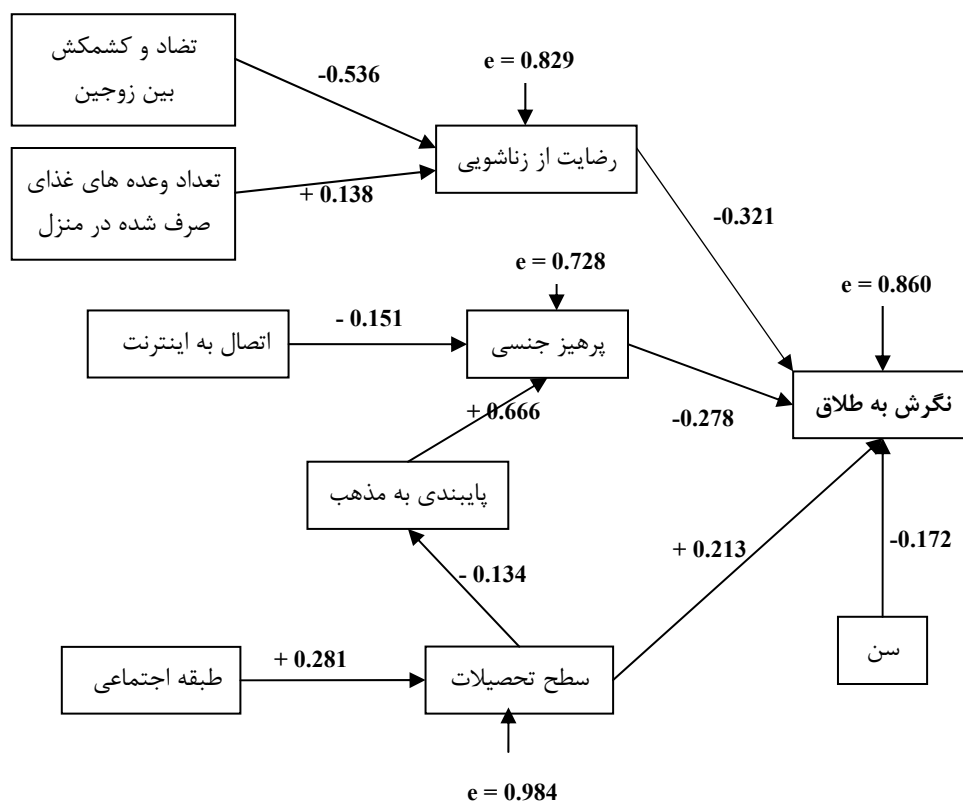 تضاد و کشمکش
بین زوجین
-0.536
e = 0.829
رضایت از زناشویی
تعداد وعده های غذای
صرف شده در منزل
+ 0.138
-0.321
e = 0.728
e = 0.860
اتصال به اینترنت
- 0.151
پرهیز جنسی
نگرش به طلاق
-0.278
+ 0.666
پایبندی به مذهب
+ 0.213
-0.172
- 0.134
سن
طبقه اجتماعی
+ 0.281
سطح تحصیلات
e = 0.984